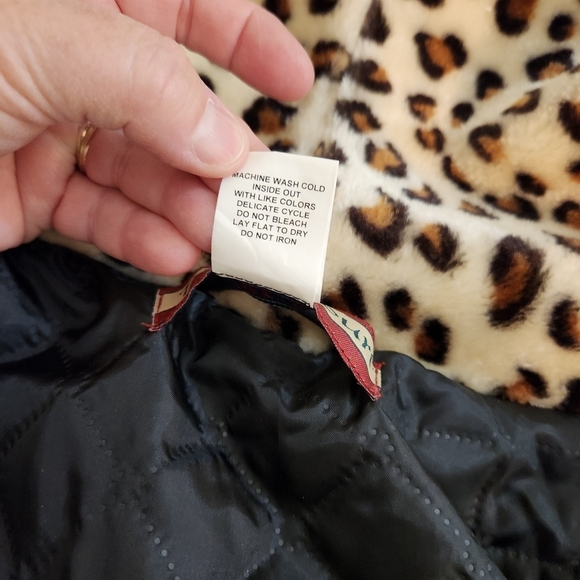 MACHINE WASH COLD
INSIDE OUT
WITH LIKE COLORS
DELICATE CYCLE
DO NOT BLEACH
LAY FLAT TO DRY
DO NOT IRON